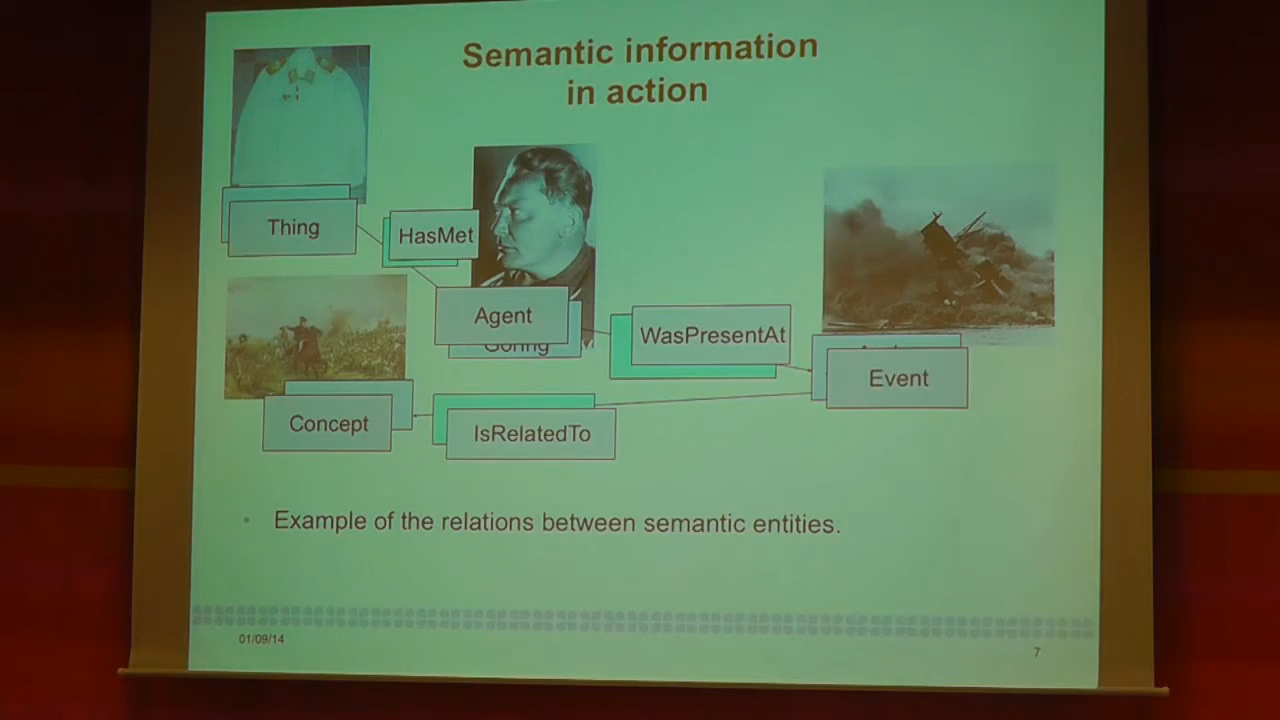 Semantic information
in action
Thing
HasMet
Agent
Göring
WasPresentAt
Event
Concept
IsRelatedTo
• Example of the relations between semantic entities.
01/09/14
7